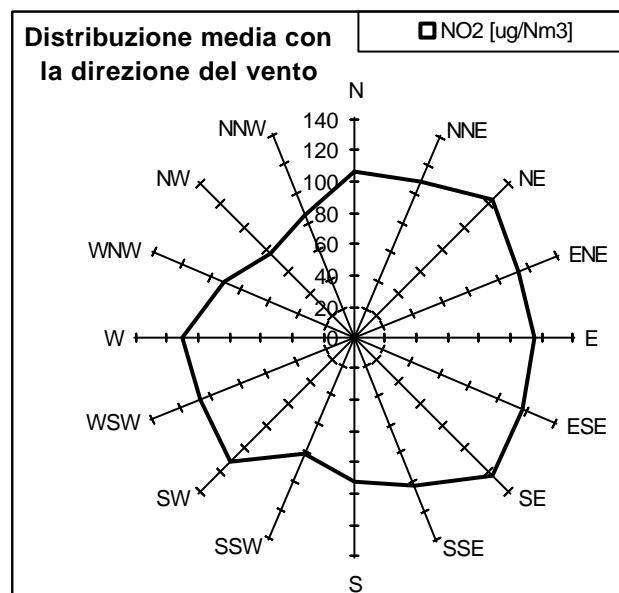 Distribuzione media con
la direzione del vento
NO2 [ug/Nm3]
N
NNE
NE
ENE
E
ESE
SE
SSE
S
SSW
SW
WSW
W
WNW
NW
NNW
140
120
100
80
60
40
20
0